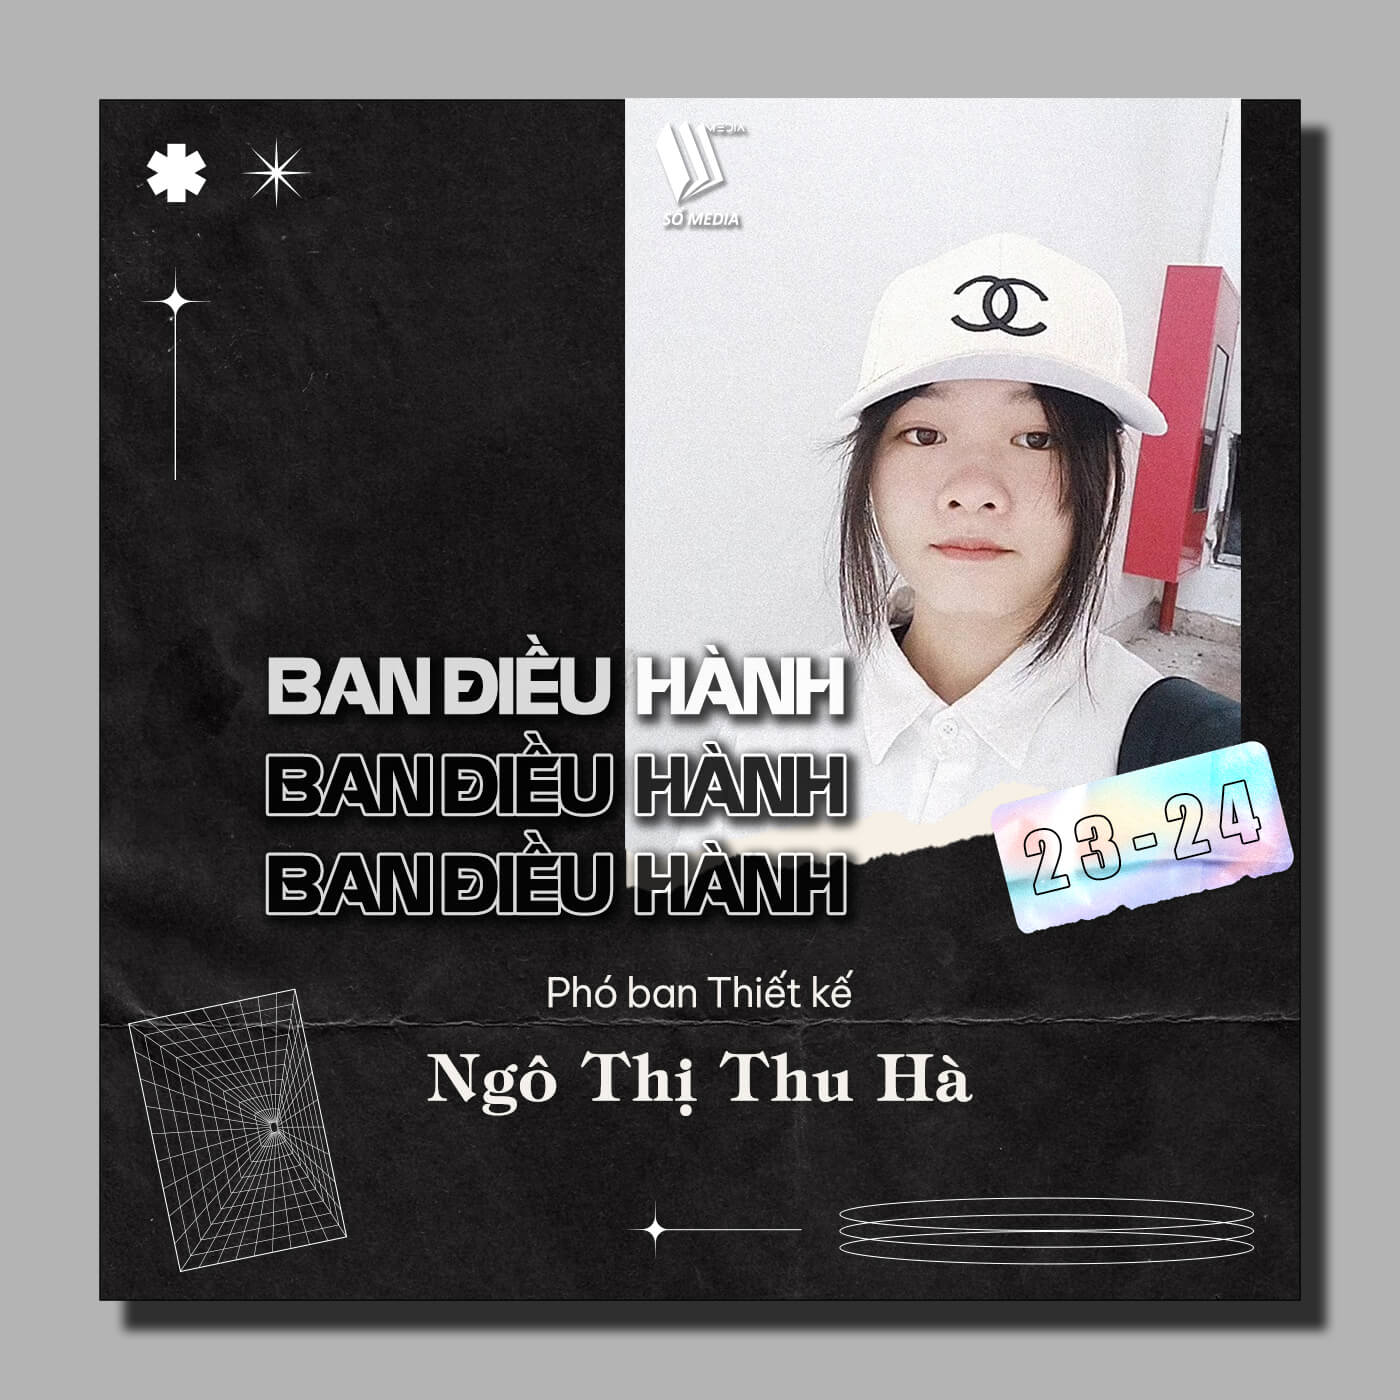 MEDIA
SỐ MEDIA
BAN ĐIỀU HÀNH
BAN ĐIỀU HÀNH
BAN ĐIỀU HÀNH
23-24
Phó ban Thiết kế
Ngô Thị Thu Hà